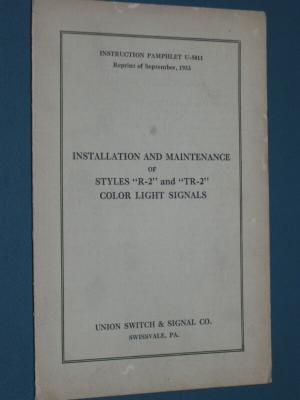 INSTRUCTION PAMPHLET U-5011
Reprint of September, 1953
INSTALLATION AND MAINTENANCE
OF
STYLES "R-2" and "TR-2"
COLOR LIGHT SIGNALS
UNION SWITCH & SIGNAL CO.
SWISSVALE, PA.